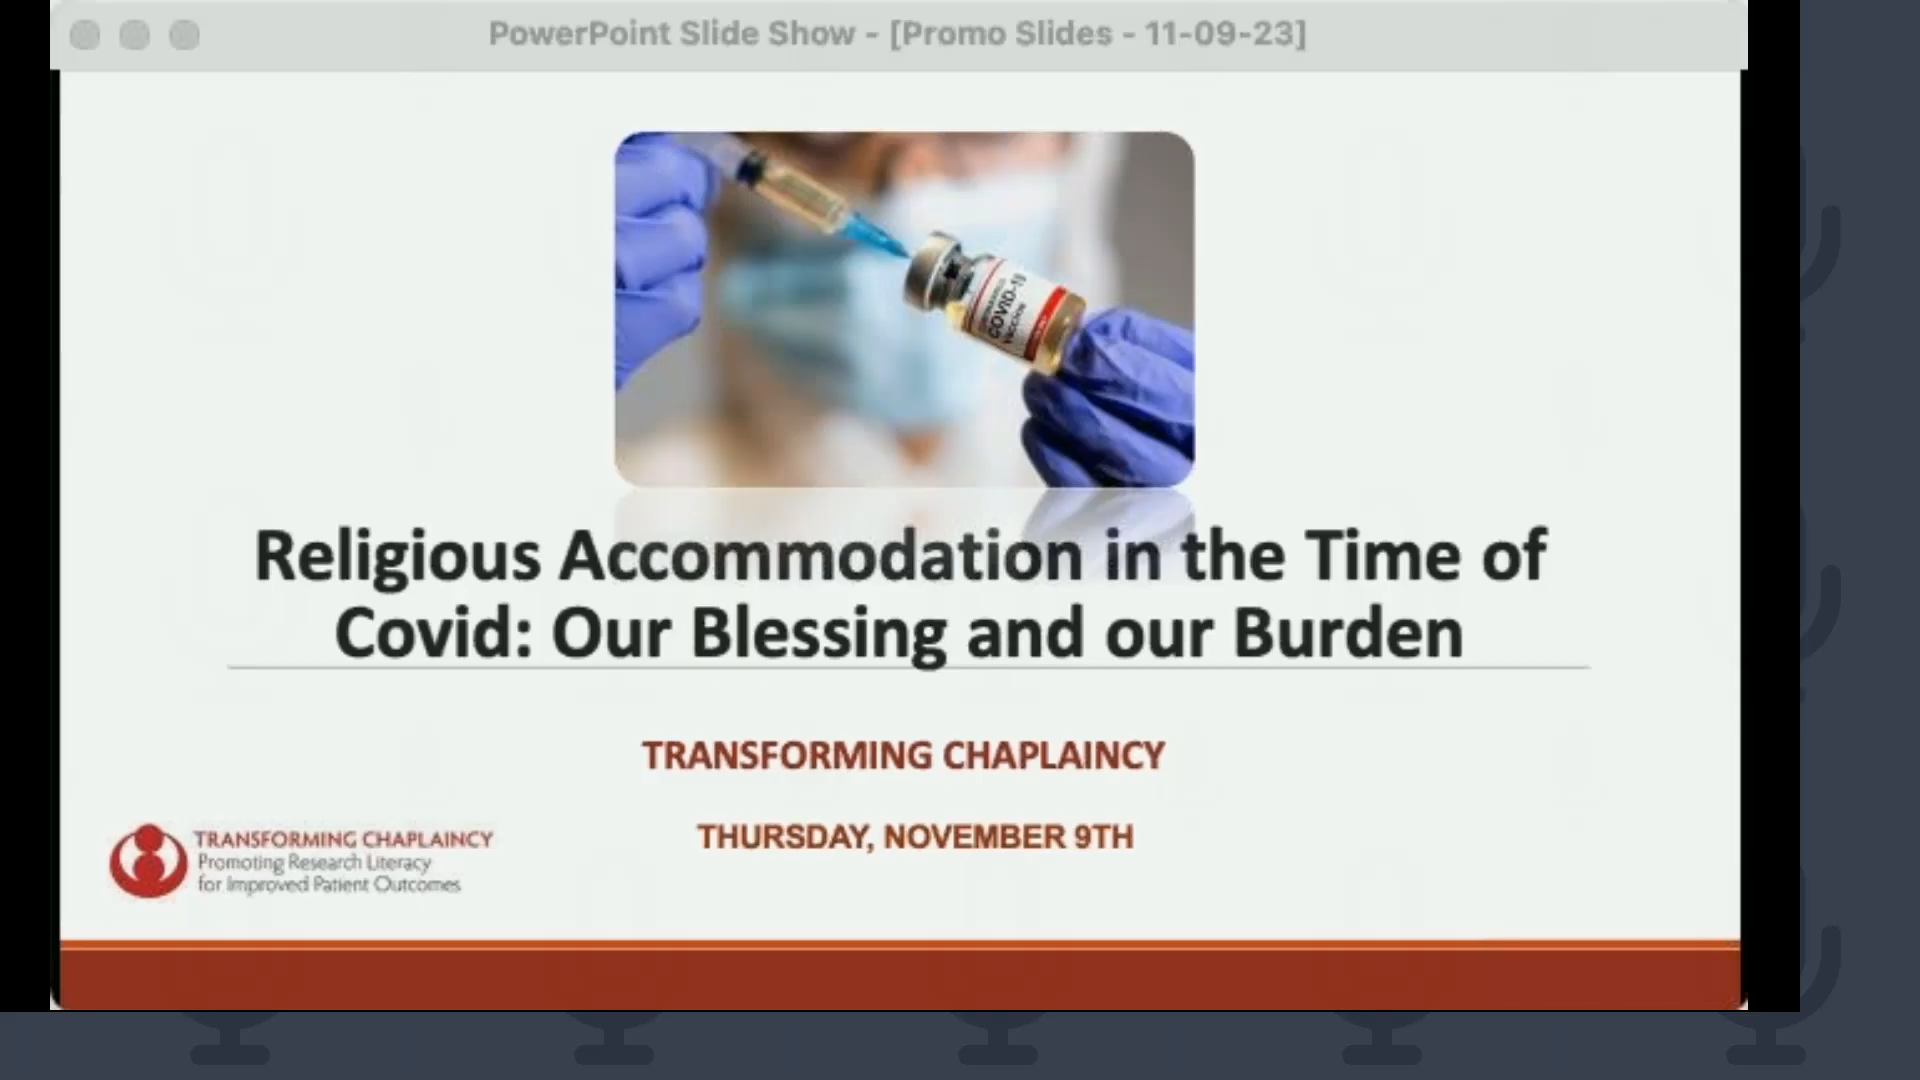 PowerPoint Slide Show - [Promo Slides - 11-09-23]
COVID-19
Vaccine
Religious Accommodation in the Time of
Covid: Our Blessing and our Burden
TRANSFORMING CHAPLAINCY
THURSDAY, NOVEMBER 9TH
TRANSFORMING CHAPLAINCY
Promoting Research Literacy
for Improved Patient Outcomes